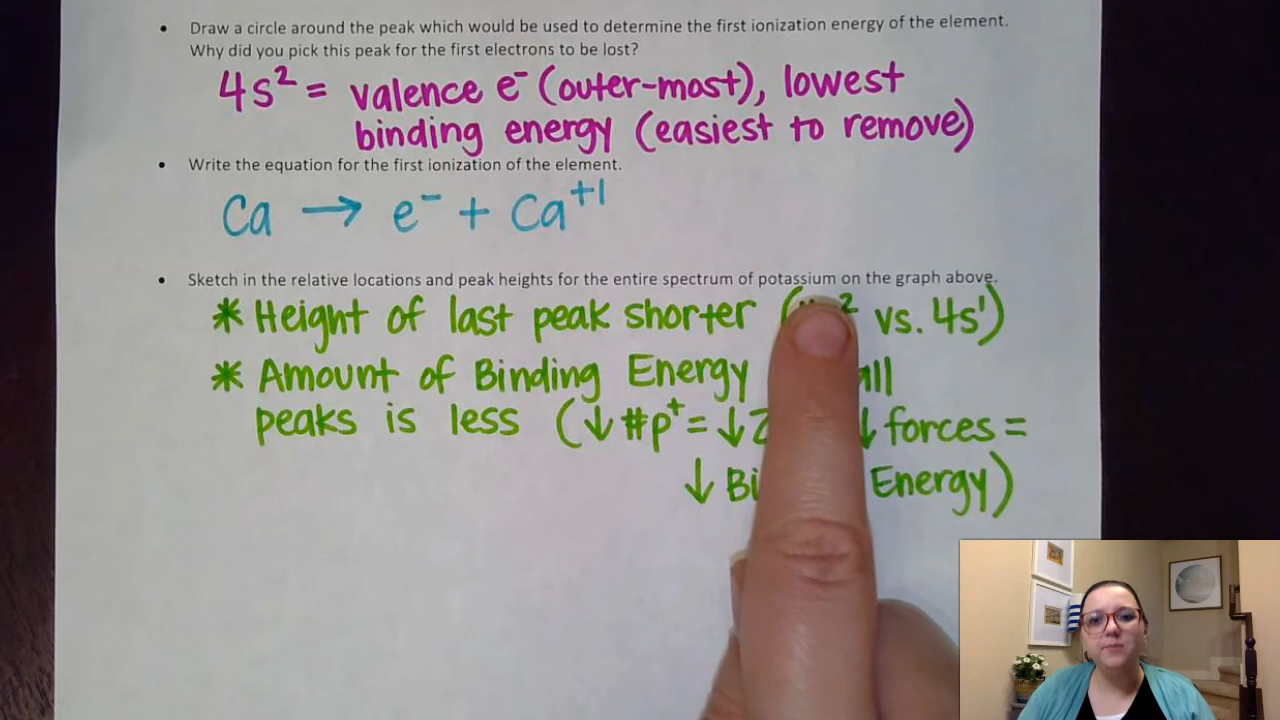 • Draw a circle around the peak which would be used to determine the first ionization energy of the element.
Why did you pick this peak for the first electrons to be lost?
4s² = valence e⁻ (outer-most), lowest
binding energy (easiest to remove)
• Write the equation for the first ionization of the element.
Ca → e⁻ + Ca⁺¹
• Sketch in the relative locations and peak heights for the entire spectrum of potassium on the graph above.
* Height of last peak shorter ( ² vs. 4s¹)
* Amount of Binding Energy
peaks is less (↓ #p⁺ = ↓ ↓ forces =
↓ Energy)